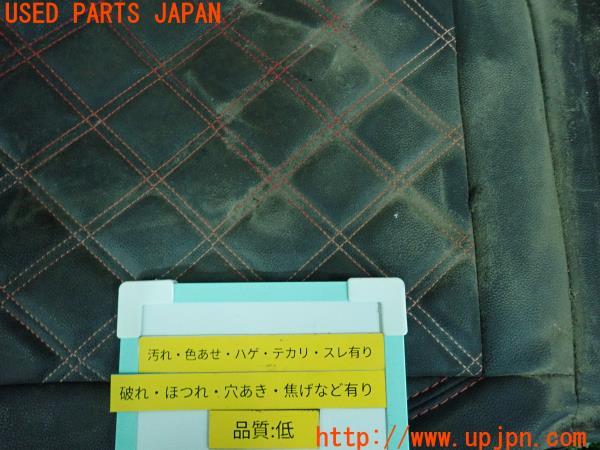 USED PARTS JAPAN
汚れ・色あせ・ハゲ・テカリ・スレ有り
破れ・ほつれ・穴あき・焦げなど有り
品質:低
http://www.upjpn.com